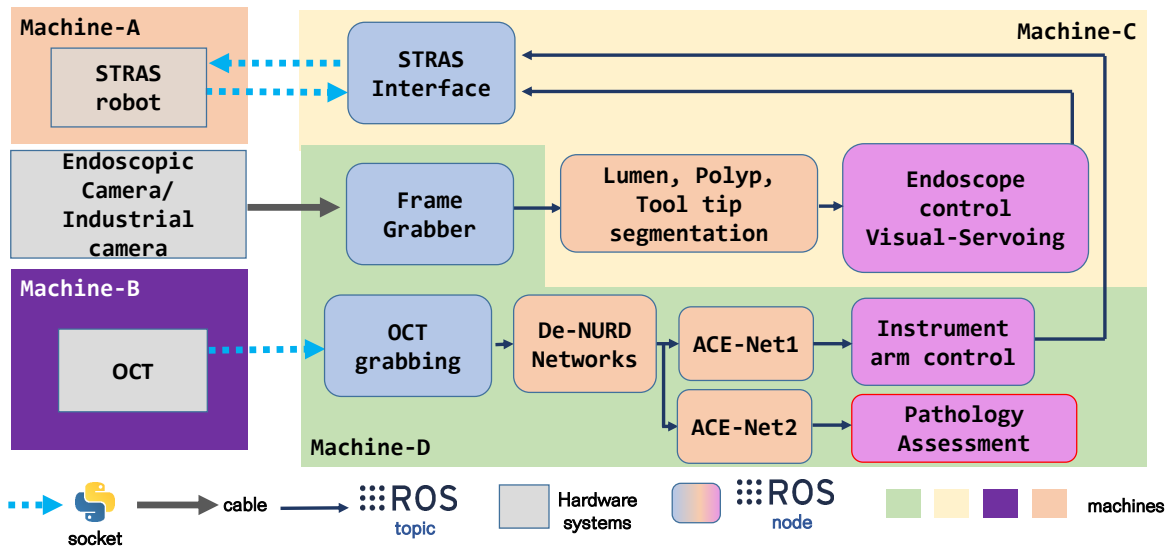 Machine-A
STRAS
robot
STRAS
Interface
Machine-C
Endoscopic
Camera/
Industrial
camera
Frame
Grabber
Lumen, Polyp,
Tool tip
segmentation
Endoscope
control
Visual-Servoing
Machine-B
OCT
OCT
grabbing
De-NURD
Networks
ACE-Net1
Instrument
arm control
ACE-Net2
Pathology
Assessment
Machine-D
socket
cable
ROS
topic
Hardware
systems
ROS
node
machines